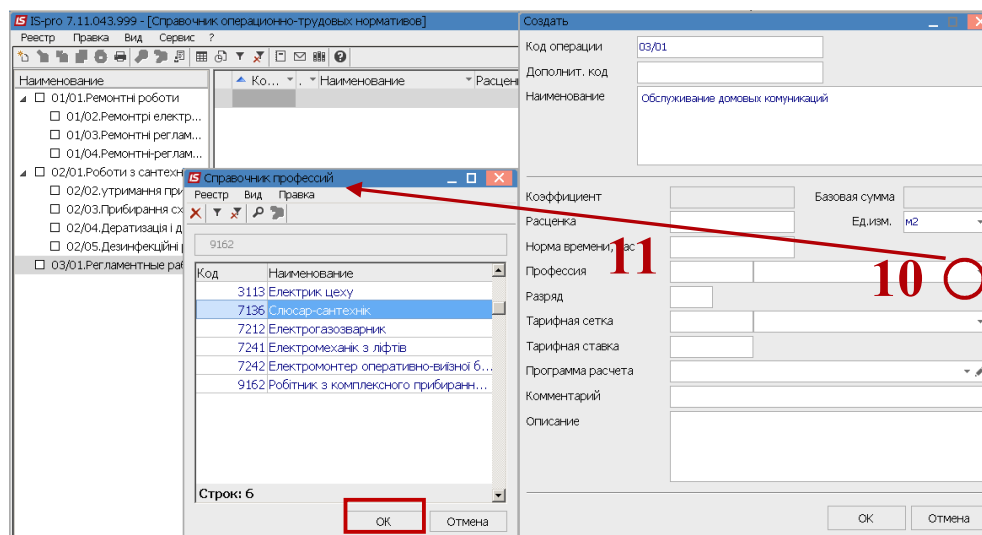 IS-pro 7.11.043.999 - [Справочник операционно-трудовых нормативов]
Реестр Правка Вид Сервис ?
Наименование
01/01.Ремонтні роботи
01/02.Ремонтрі електр...
01/03.Ремонтні реглам...
01/04.Ремонтні-реглам...
02/01.Роботи з сантехн
02/02.утримання при
02/03.Прибирання сх
02/04.Дератизація і д
02/05.Дезинфекційні
03/01.Регламентные раб
Ко... . Наименование Расцен
Справочник профессий
Реестр Вид Правка
9162
Код Наименование
3113 Електрик цеху
7136 Слюсар-сантехнік
7212 Електрогазозварник
7241 Електромеханік з ліфтів
7242 Електромонтер оперативно-виїзної б...
9162 Робітник з комплексного прибиранн...
Строк: 6
ОК Отмена
Создать
Код операции 03/01
Дополнит. код
Наименование Обслуживание домовых комуникаций
Коэффициент Базовая сумма
Расценка Ед.изм. м2
Норма времени, час
Профессия
11
10
Разряд
Тарифная сетка
Тарифная ставка
Программа расчета
Комментарий
Описание
ОК Отмена